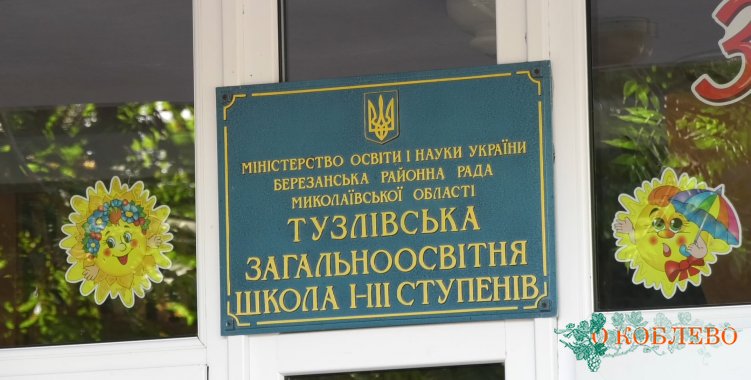 МІНІСТЕРСТВО ОСВІТИ І НАУКИ УКРАЇНИ
БЕРЕЗАНСЬКА РАЙОННА РАДА
МИКОЛАЇВСЬКОЇ ОБЛАСТІ
ТУЗЛІВСЬКА
ЗАГАЛЬНООСВІТНЯ
ШКОЛА І-ІІІ СТУПЕНІВ
З
О КОБЛЕВО